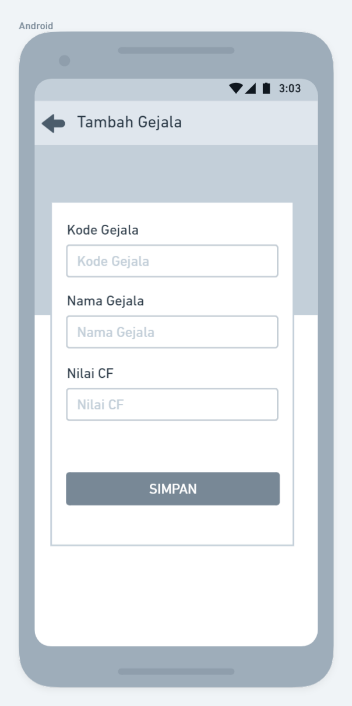 Android
3:03
Tambah Gejala
Kode Gejala
Kode Gejala
Nama Gejala
Nama Gejala
Nilai CF
Nilai CF
SIMPAN